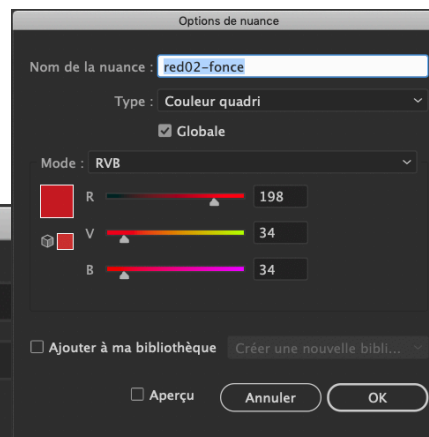 Options de nuance
Nom de la nuance : red02-fonce
Type : Couleur quadri
Globale
Mode : RVB
R 198
V 34
B 34
Ajouter à ma bibliothèque Créer une nouvelle bibli...
Aperçu Annuler OK